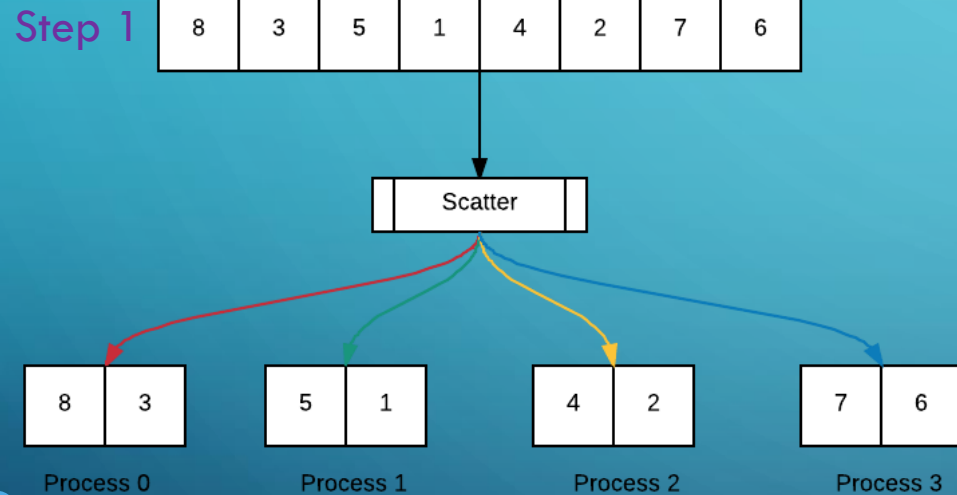 Step 1
8 3 5 1 4 2 7 6
Scatter
8 3 5 1 4 2 7 6
Process 0 Process 1 Process 2 Process 3